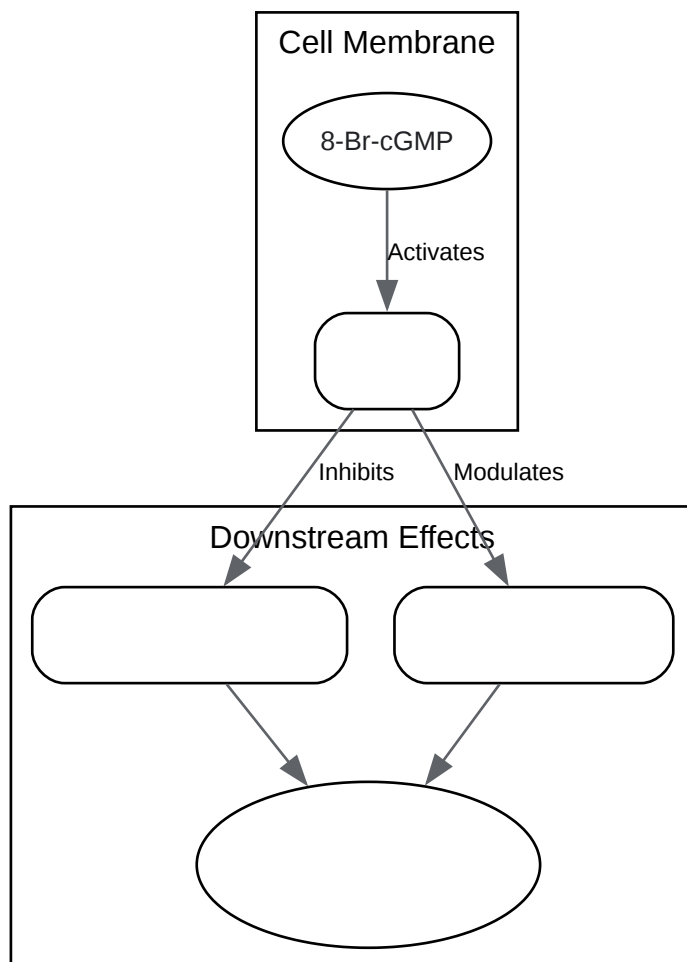 Cell Membrane
8-Br-cGMP
Activates
Inhibits
Modulates
Downstream Effects